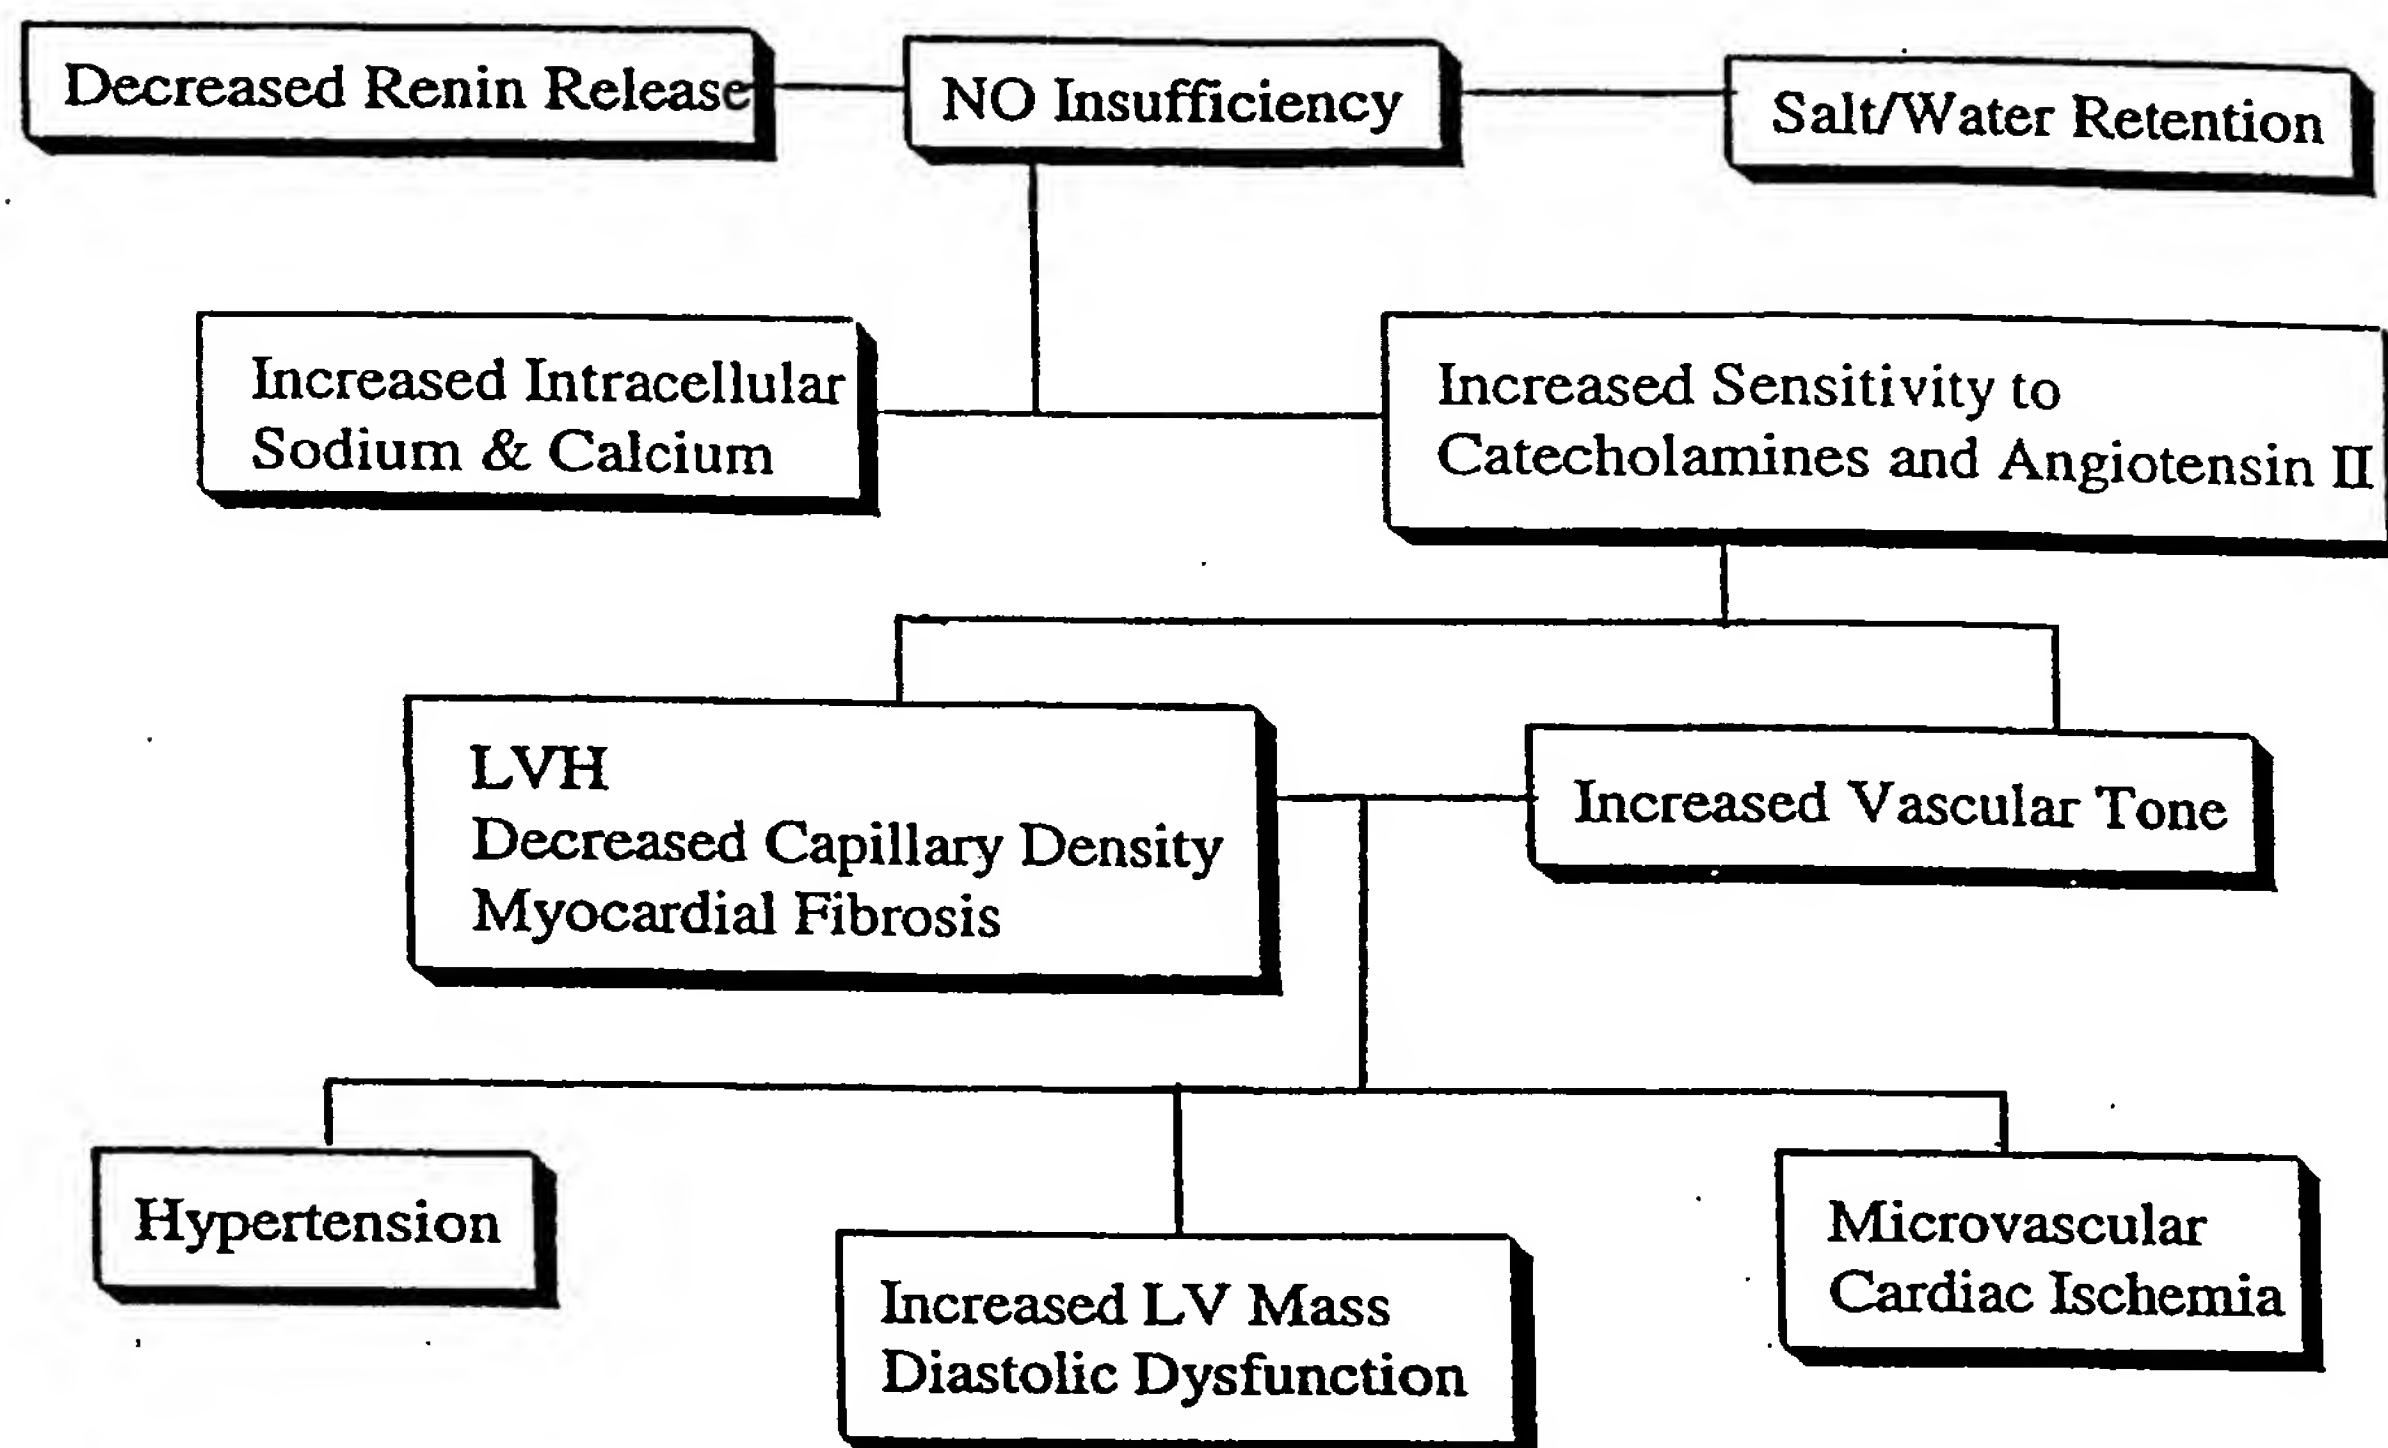 Decreased Renin Release
NO Insufficiency
Salt/Water Retention
Increased Intracellular
Sodium & Calcium
Increased Sensitivity to
Catecholamines and Angiotensin II
LVH
Decreased Capillary Density
Myocardial Fibrosis
Increased Vascular Tone
Hypertension
Increased LV Mass
Diastolic Dysfunction
Microvascular
Cardiac Ischemia